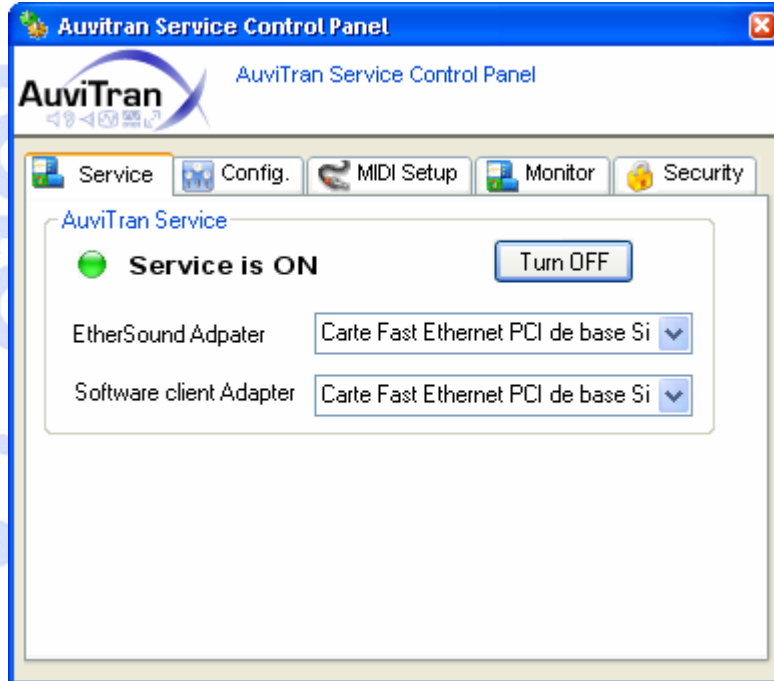 Auvitran Service Control Panel
AuviTran
AuviTran Service Control Panel
Service
Config.
MIDI Setup
Monitor
Security
AuviTran Service
Service is ON
Turn OFF
EtherSound Adpater
Carte Fast Ethernet PCI de base Si
Software client Adapter
Carte Fast Ethernet PCI de base Si